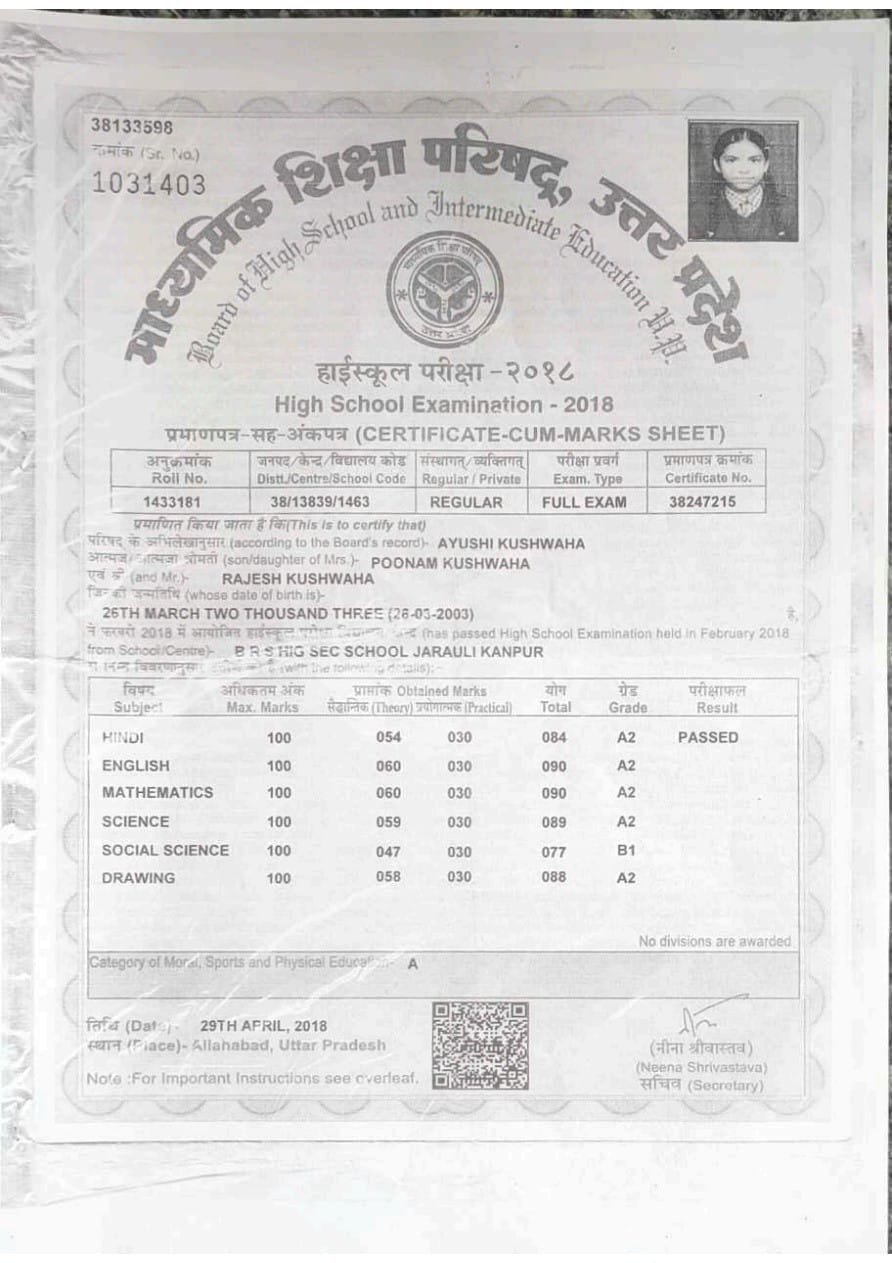 38133598
क्रमांक (Sr. No.)
1031403
माध्यमिक शिक्षा परिषद्, उत्तर प्रदेश
Board of High School and Intermediate Education U.P.
माध्यमिक शिक्षा परिषद्
उत्तर प्रदेश
हाईस्कूल परीक्षा -२०१८
High School Examination - 2018
प्रमाणपत्र-सह-अंकपत्र (CERTIFICATE-CUM-MARKS SHEET)
अनुक्रमांक जनपद/केन्द्र/विद्यालय कोड संस्थागत्/व्यक्तिगत् परीक्षा प्रवर्ग प्रमाणपत्र क्रमांक
Roll No. Distt./Centre/School Code Regular / Private Exam. Type Certificate No.
1433181 38/13839/1463 REGULAR FULL EXAM 38247215
प्रमाणित किया जाता है कि(This is to certify that)
परिषद के अभिलेखानुसार (according to the Board's record)- AYUSHI KUSHWAHA
आत्मज/आत्मजा श्रीमती (son/daughter of Mrs.)- POONAM KUSHWAHA
एवं श्री (and Mr.)- RAJESH KUSHWAHA
जिनकी जन्मतिथि (whose date of birth is)-
26TH MARCH TWO THOUSAND THREE (26-03-2003) है,
ने फरवरी 2018 में आयोजित हाईस्कूल परीक्षा (has passed High School Examination held in February 2018
from School/Centre)- B R S HIG SEC SCHOOL JARAULI KANPUR
विवरणानुसार (with the following details):-
विषय अधिकतम अंक प्राप्तांक Obtained Marks योग ग्रेड परीक्षाफल
Subject Max. Marks सैद्धान्तिक (Theory) प्रयोगात्मक (Practical) Total Grade Result
HINDI 100 054 030 084 A2 PASSED
ENGLISH 100 060 030 090 A2
MATHEMATICS 100 060 030 090 A2
SCIENCE 100 059 030 089 A2
SOCIAL SCIENCE 100 047 030 077 B1
DRAWING 100 058 030 088 A2
No divisions are awarded
Category of Moral, Sports and Physical Education- A
तिथि (Date)- 29TH APRIL, 2018
स्थान (Place)- Allahabad, Uttar Pradesh
Note :For Important Instructions see overleaf.
(नीना श्रीवास्तव)
(Neena Shrivastava)
सचिव (Secretary)